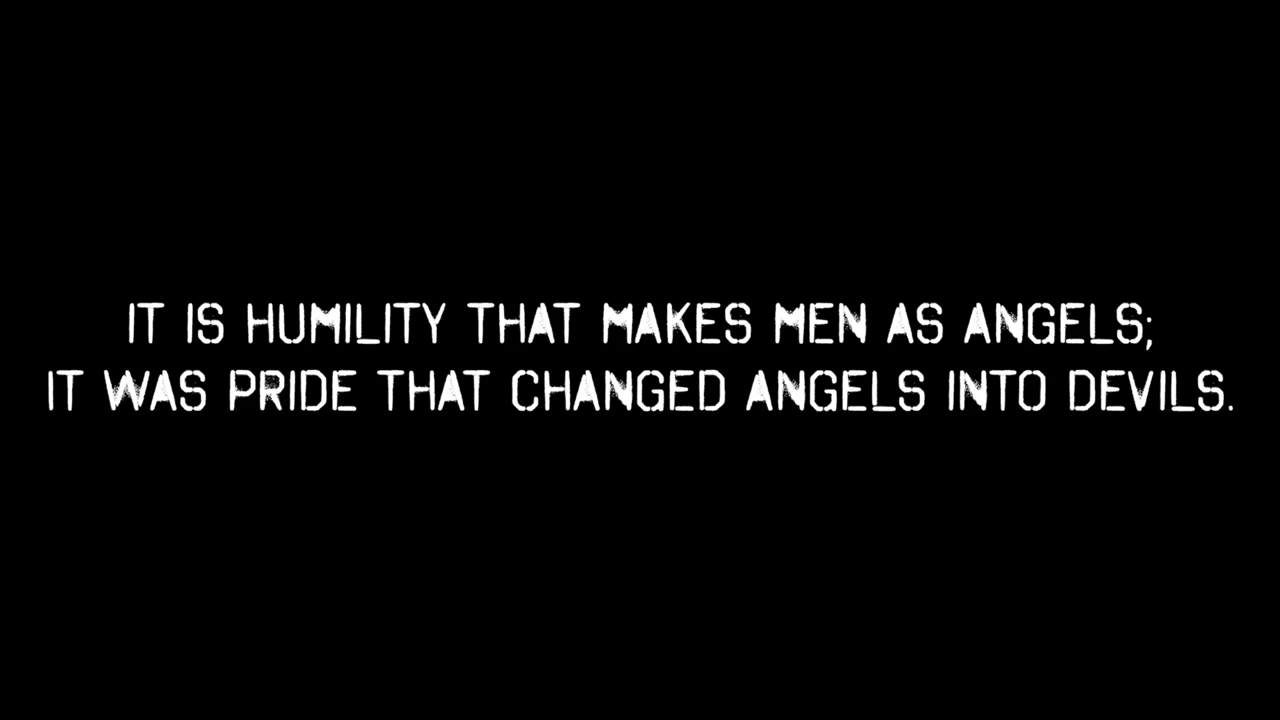 IT IS HUMILITY THAT MAKES MEN AS ANGELS;
IT WAS PRIDE THAT CHANGED ANGELS INTO DEVILS.